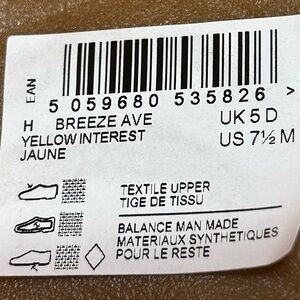 EAN
5 059680 535826 >
H BREEZE AVE UK 5 D
YELLOW INTEREST US 7½ M
JAUNE
TEXTILE UPPER
TIGE DE TISSU
BALANCE MAN MADE
MATERIAUX SYNTHETIQUES
POUR LE RESTE